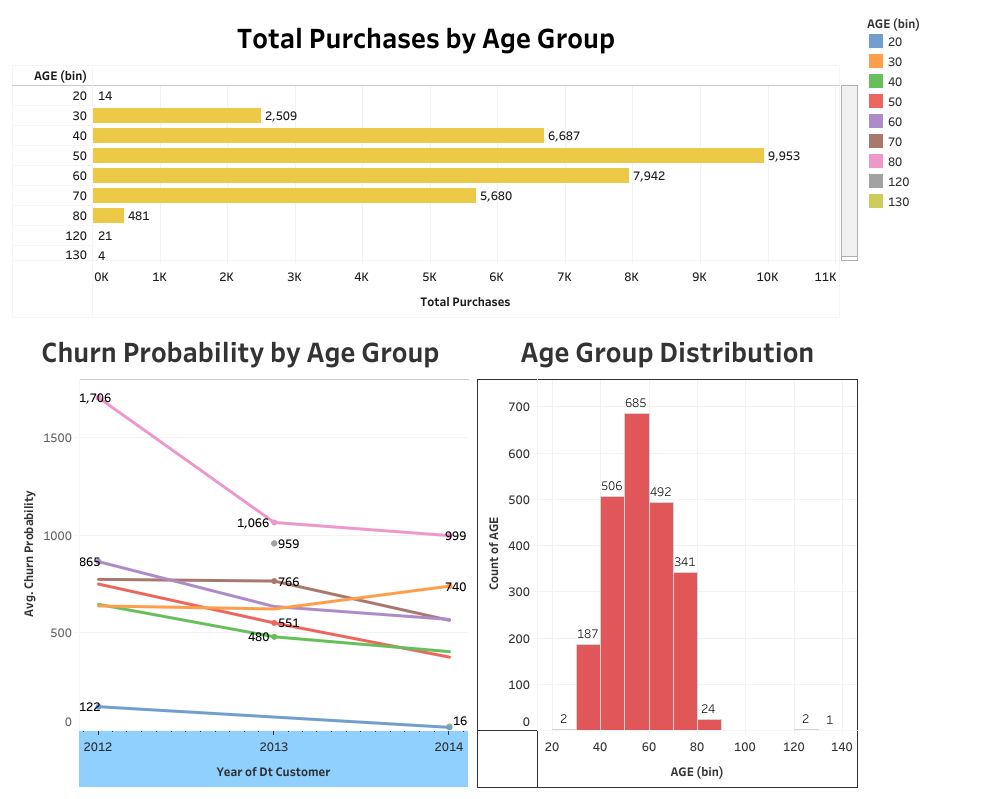 Total Purchases by Age Group
AGE (bin)
20 14
30 2,509
40 6,687
50 9,953
60 7,942
70 5,680
80 481
120 21
130 4
0K 1K 2K 3K 4K 5K 6K 7K 8K 9K 10K 11K
Total Purchases
AGE (bin)
20
30
40
50
60
70
80
120
130
Churn Probability by Age Group
Avg. Churn Probability
1500
1000
500
0
1,706
1,066
999
959
865
766
740
551
480
122
16
2012 2013 2014
Year of Dt Customer
Age Group Distribution
Count of AGE
700
600
500
400
300
200
100
0
2 187 506 685 492 341 24 2 1
20 40 60 80 100 120 140
AGE (bin)